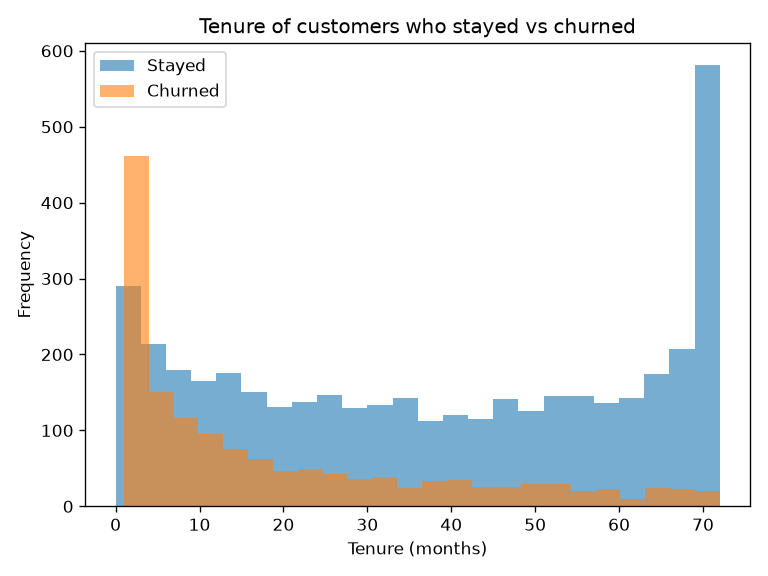 Tenure of customers who stayed vs churned
Stayed
Churned
600
500
400
300
200
100
0
Frequency
0 10 20 30 40 50 60 70
Tenure (months)